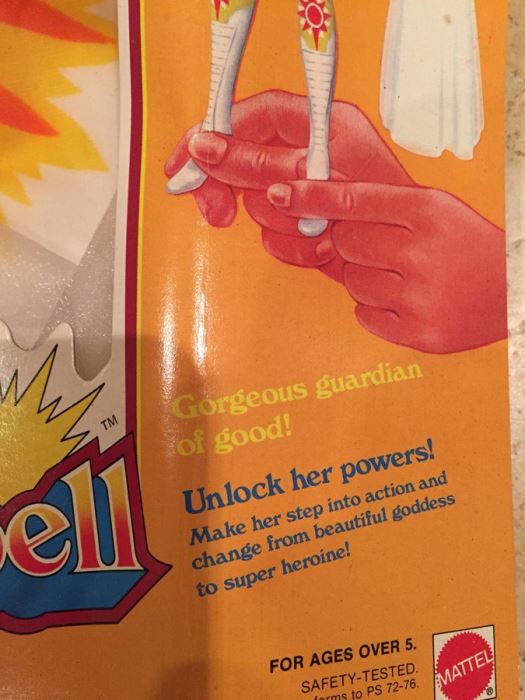 Gorgeous guardian
of good!
Unlock her powers!
Make her step into action and
change from beautiful goddess
to super heroine!
TM
ell
FOR AGES OVER 5.
SAFETY-TESTED.
to PS 72-76.
MATTEL
®